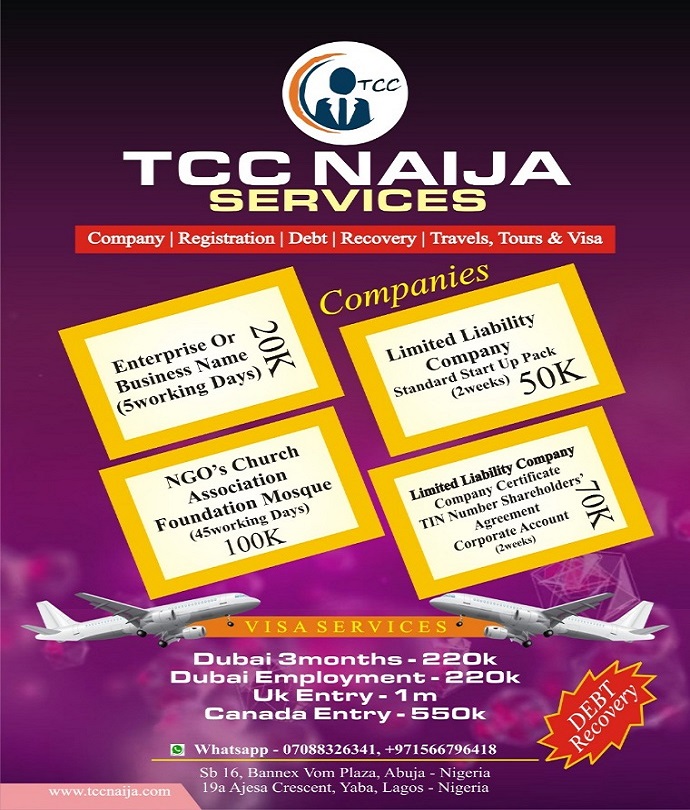 TCC
TCC NAIJA
SERVICES
Company | Registration | Debt | Recovery | Travels, Tours & Visa
Companies
Enterprise Or
Business Name
(5working Days)
20K
Limited Liability
Company
Standard Start Up Pack
(2weeks) 50K
NGO's Church
Association
Foundation Mosque
(45working Days)
100K
Limited Liability Company
Company Certificate
TIN Number Shareholders'
Agreement
Corporate Account
(2weeks)
70K
VISA SERVICES
Dubai 3months - 220k
Dubai Employment - 220k
Uk Entry - 1m
Canada Entry - 550k
DEBT
Recovery
Whatsapp - 07088326341, +971566796418
Sb 16, Bannex Vom Plaza, Abuja - Nigeria
19a Ajesa Crescent, Yaba, Lagos - Nigeria
www.tccnaija.com